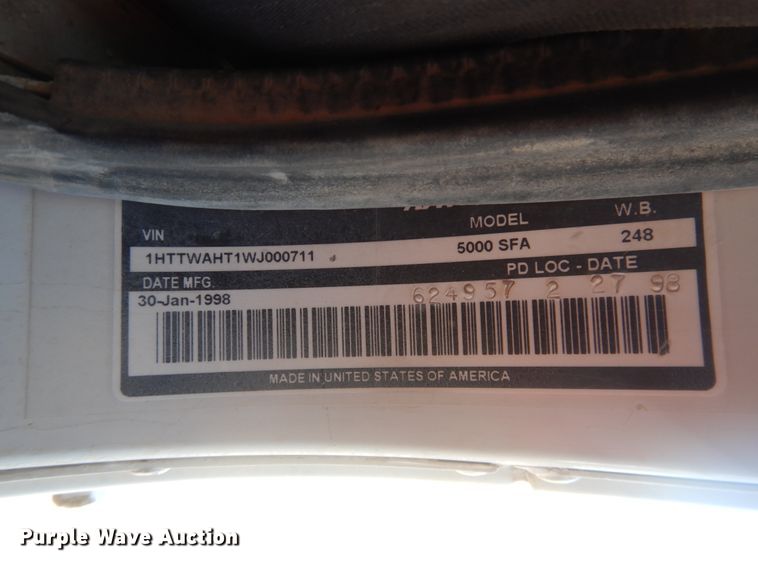 VIN MODEL W.B.
1HTTWAHT1WJ000711 5000 SFA 248
DATE MFG. PD LOC - DATE
30-Jan-1998 624957 2 27 98
MADE IN UNITED STATES OF AMERICA
Purple Wave Auction